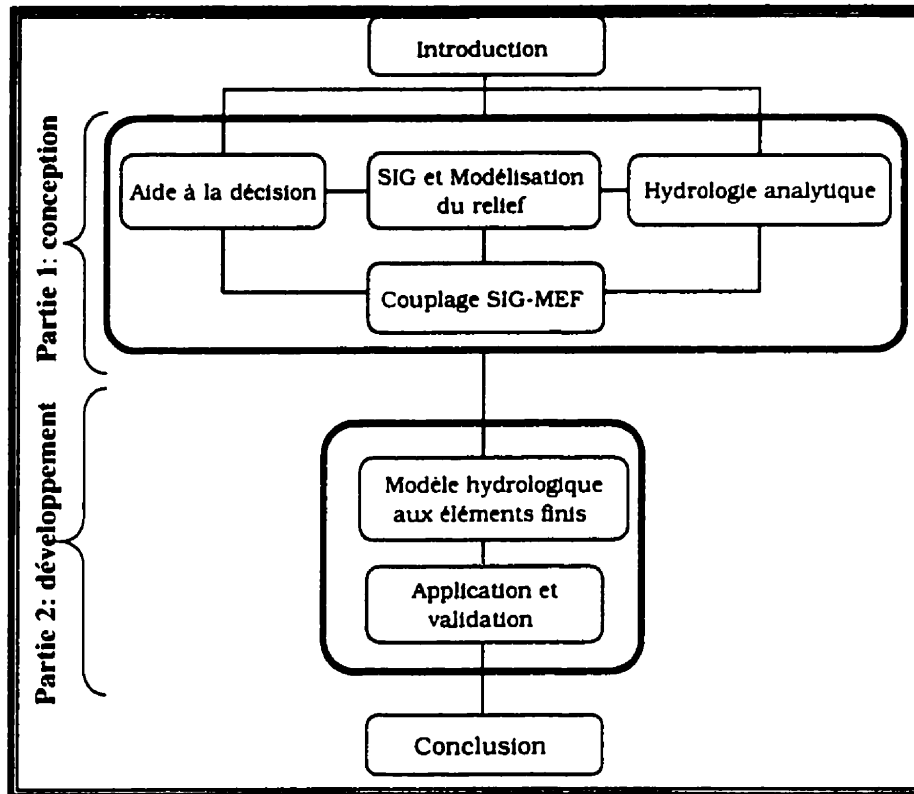 Introduction
Partie 1: conception
Aide à la décision
SIG et Modélisation
du relief
Hydrologie analytique
Couplage SIG-MEF
Partie 2: développement
Modèle hydrologique
aux éléments finis
Application et
validation
Conclusion